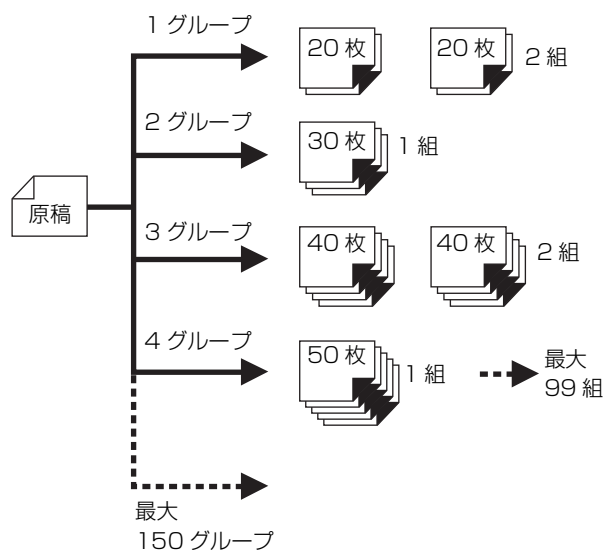 1 グループ
20 枚
20 枚
2 組
2 グループ
30 枚
1 組
原稿
3 グループ
40 枚
40 枚
2 組
4 グループ
50 枚
1 組
最大
99 組
最大
150 グループ